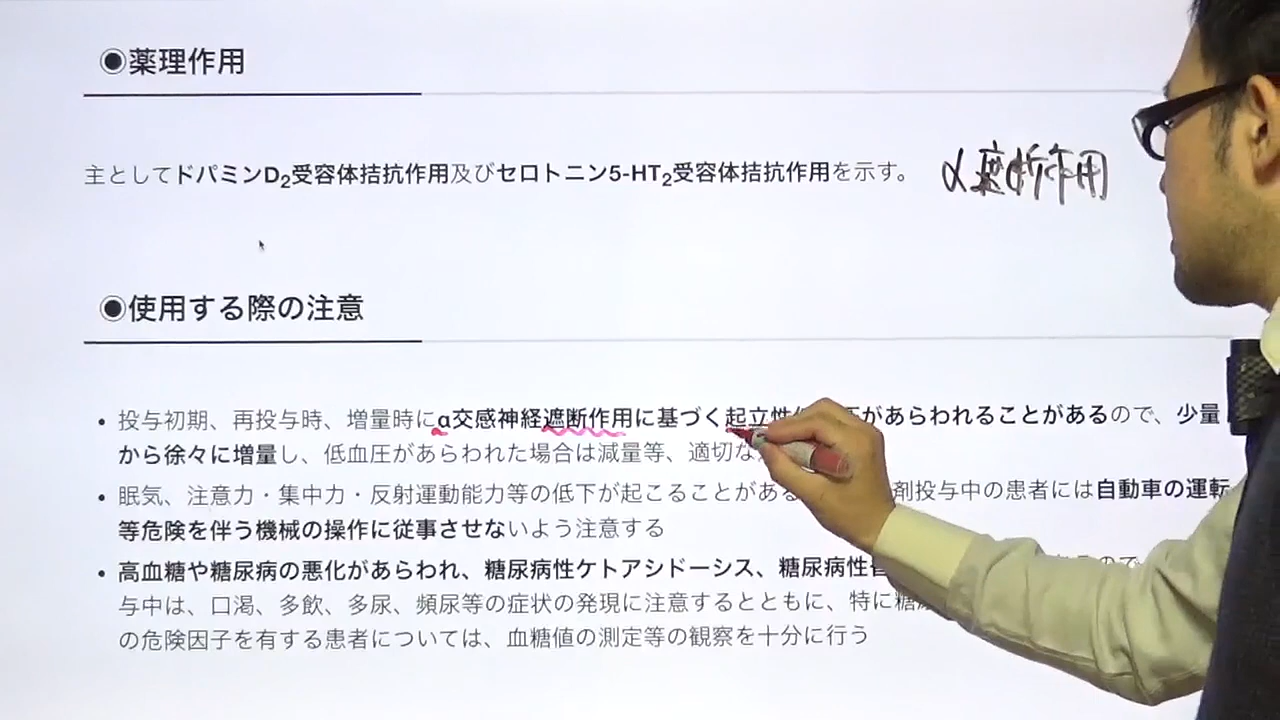 ◉薬理作用
主としてドパミンD2受容体拮抗作用及びセロトニン5-HT2受容体拮抗作用を示す。
α遮断作用
◉使用する際の注意
• 投与初期、再投与時、増量時にα交感神経遮断作用に基づく起立性 があらわれることがあるので、少量
から徐々に増量し、低血圧があらわれた場合は減量等、適切な
• 眠気、注意力・集中力・反射運動能力等の低下が起こることがある 剤投与中の患者には自動車の運転
等危険を伴う機械の操作に従事させないよう注意する
• 高血糖や糖尿病の悪化があらわれ、糖尿病性ケトアシドーシス、糖尿病性 ので
与中は、口渇、多飲、多尿、頻尿等の症状の発現に注意するとともに、特に糖
の危険因子を有する患者については、血糖値の測定等の観察を十分に行う